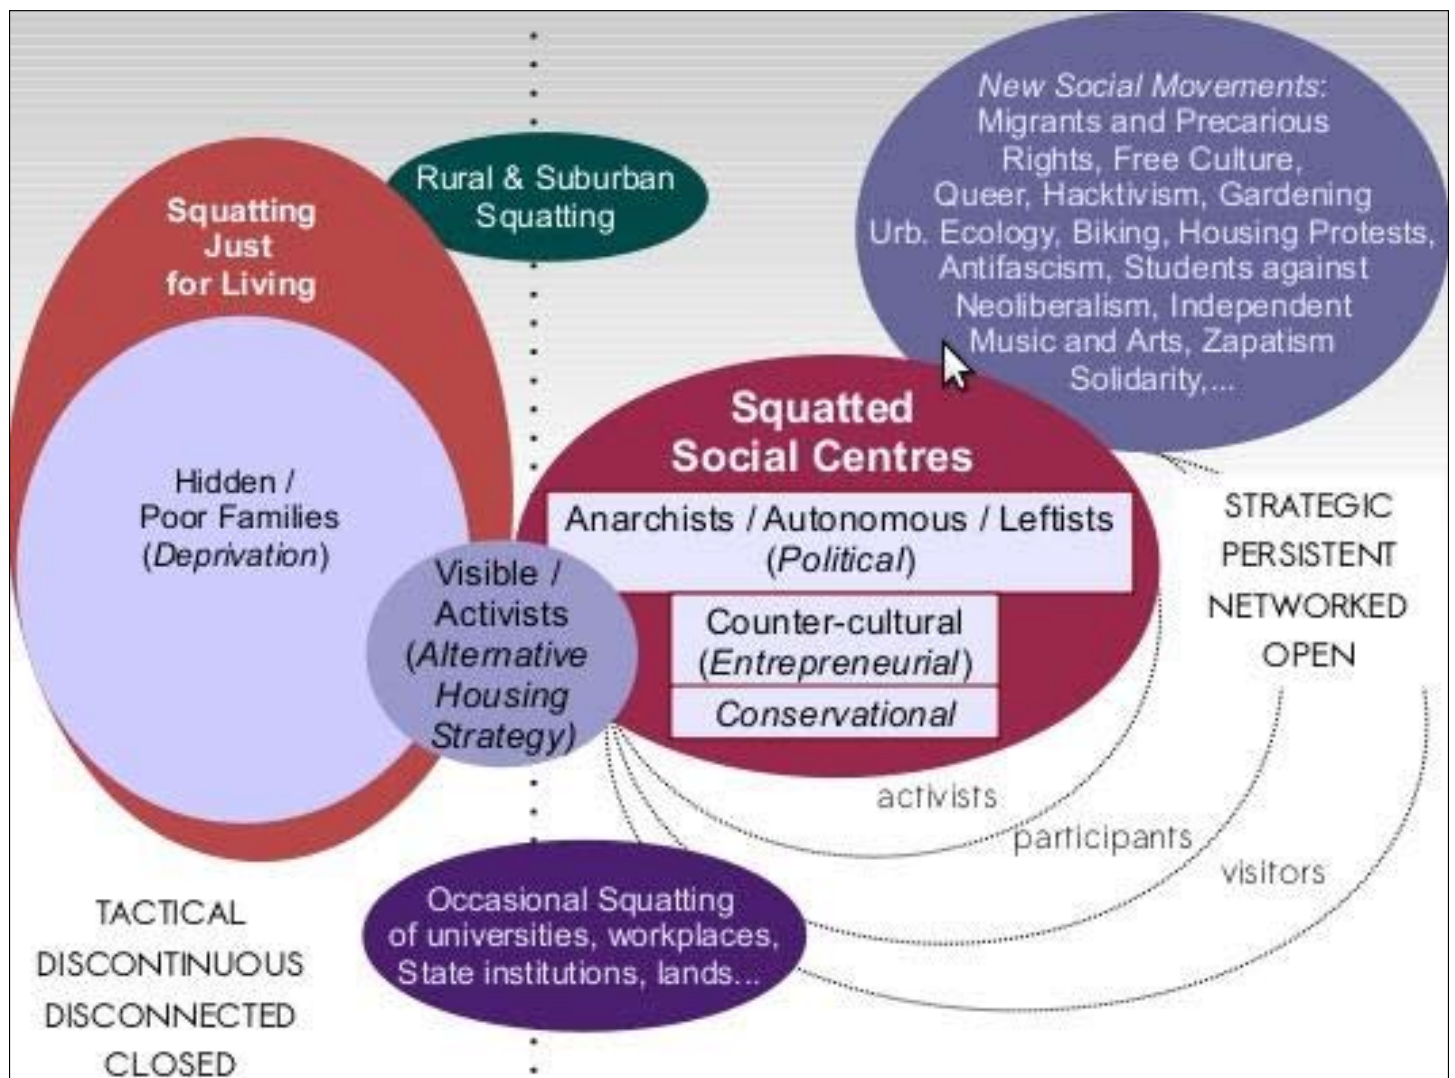 Rural & Suburban
Squatting
Squatting
Just
for Living
Hidden /
Poor Families
(Deprivation)
New Social Movements:
Migrants and Precarious
Rights, Free Culture,
Queer, Hacktivism, Gardening
Urb. Ecology, Biking, Housing Protests,
Antifascism, Students against
Neoliberalism, Independent
Music and Arts, Zapatism
Solidarity,...
Squatted
Social Centres
Anarchists / Autonomous / Leftists
(Political)
Counter-cultural
(Entrepreneurial)
Conservational
Visible /
Activists
(Alternative
Housing
Strategy)
STRATEGIC
PERSISTENT
NETWORKED
OPEN
activists
participants
visitors
Occasional Squatting
of universities, workplaces,
State institutions, lands...
TACTICAL
DISCONTINUOUS
DISCONNECTED
CLOSED